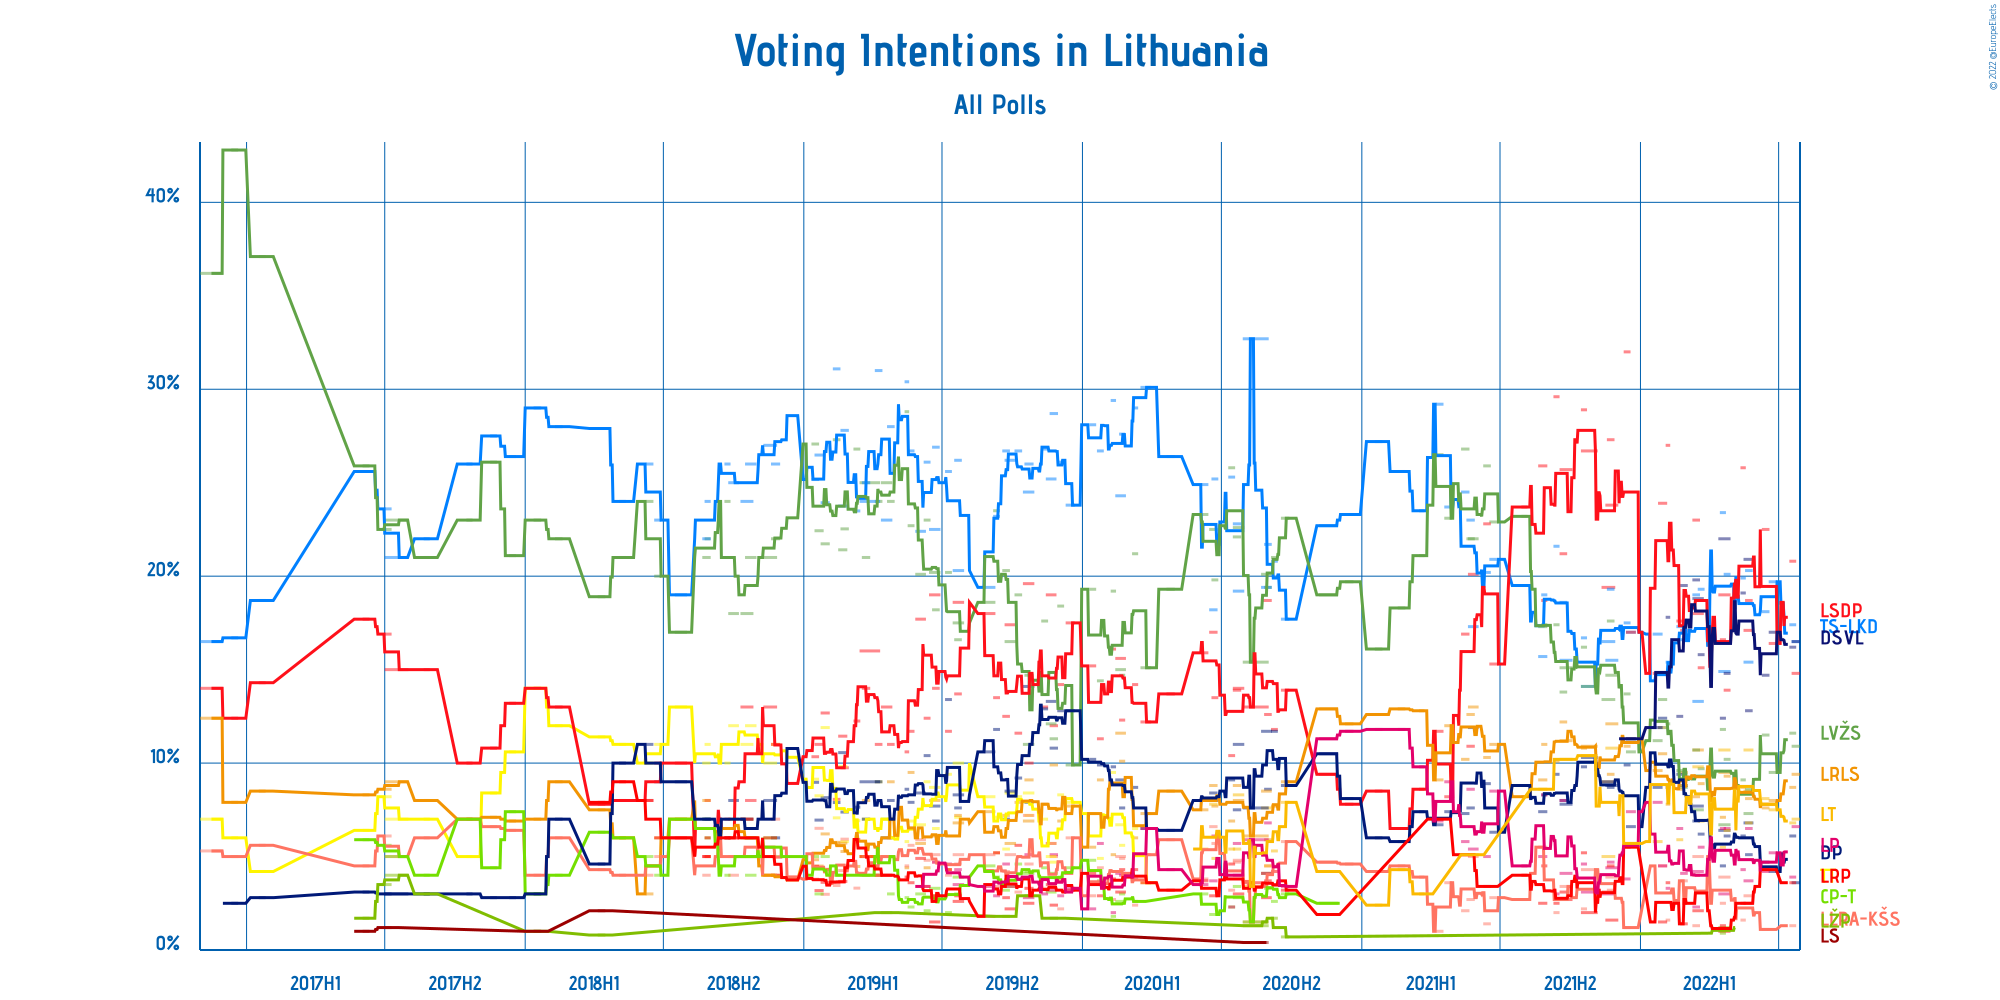 © 2022 @EuropeElects
Voting Intentions in Lithuania
All Polls
40%
30%
20%
10%
0%
LSDP
TS-LKD
DSVL
LVŽS
LRLS
LT
LP
DP
LRP
CP-T
LLRA-KŠS
LS
2017H1
2017H2
2018H1
2018H2
2019H1
2019H2
2020H1
2020H2
2021H1
2021H2
2022H1